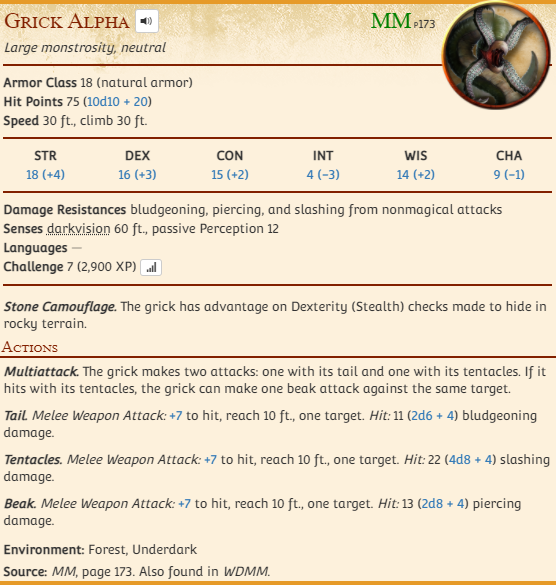 Grick Alpha MM P173
Large monstrosity, neutral
Armor Class 18 (natural armor)
Hit Points 75 (10d10 + 20)
Speed 30 ft., climb 30 ft.
STR DEX CON INT WIS CHA
18 (+4) 16 (+3) 15 (+2) 4 (−3) 14 (+2) 9 (−1)
Damage Resistances bludgeoning, piercing, and slashing from nonmagical attacks
Senses darkvision 60 ft., passive Perception 12
Languages —
Challenge 7 (2,900 XP)
Stone Camouflage. The grick has advantage on Dexterity (Stealth) checks made to hide in
rocky terrain.
Actions
Multiattack. The grick makes two attacks: one with its tail and one with its tentacles. If it
hits with its tentacles, the grick can make one beak attack against the same target.
Tail. Melee Weapon Attack: +7 to hit, reach 10 ft., one target. Hit: 11 (2d6 + 4) bludgeoning
damage.
Tentacles. Melee Weapon Attack: +7 to hit, reach 10 ft., one target. Hit: 22 (4d8 + 4) slashing
damage.
Beak. Melee Weapon Attack: +7 to hit, reach 10 ft., one target. Hit: 13 (2d8 + 4) piercing
damage.
Environment: Forest, Underdark
Source: MM, page 173. Also found in WDMM.